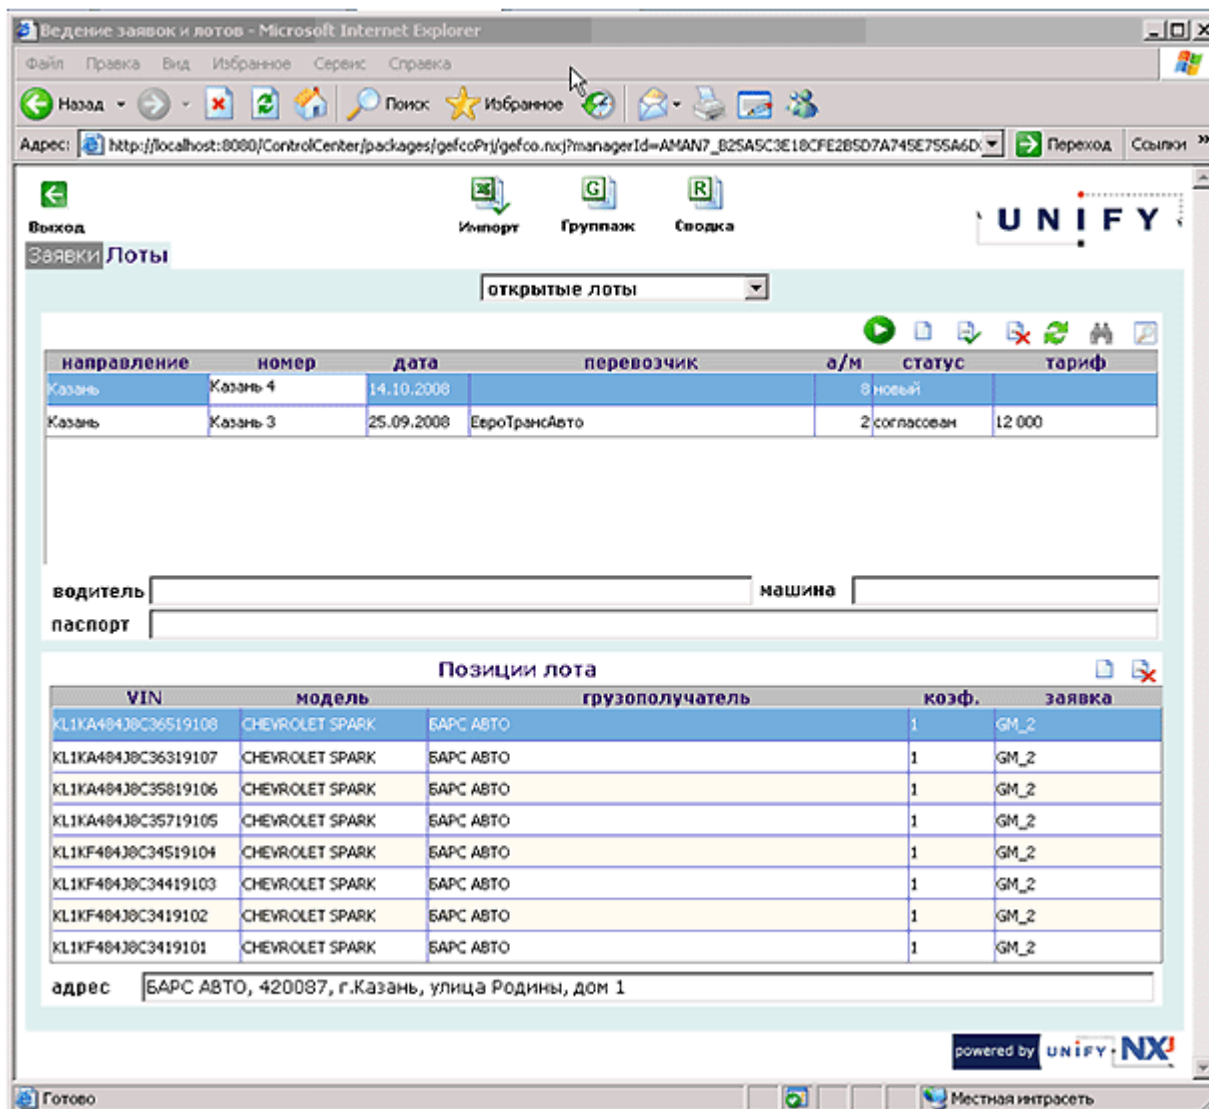 Ведение заявок и лотов - Microsoft Internet Explorer
Файл Правка Вид Избранное Сервис Справка
Назад Поиск Избранное
Адрес: http://localhost:8080/ControlCenter/packages/gefcoPrj/gefco.nxj?managerId=AMAN7_B25A5C3E18CFE2B5D7A745E755A6D Переход Ссылки »
Выход Импорт Группаж Сводка UNIFY
Заявки Лоты
открытые лоты
направление номер дата перевозчик а/м статус тариф
Казань Казань 4 14.10.2008 8 новый
Казань Казань 3 25.09.2008 ЕвроТрансАвто 2 согласован 12 000
водитель машина
паспорт
Позиции лота
VIN модель грузополучатель коэф. заявка
KL1KA484J8C36519108 CHEVROLET SPARK БАРС АВТО 1 GM_2
KL1KA484J8C36319107 CHEVROLET SPARK БАРС АВТО 1 GM_2
KL1KA484J8C35819106 CHEVROLET SPARK БАРС АВТО 1 GM_2
KL1KA484J8C35719105 CHEVROLET SPARK БАРС АВТО 1 GM_2
KL1KF484J8C34519104 CHEVROLET SPARK БАРС АВТО 1 GM_2
KL1KF484J8C34419103 CHEVROLET SPARK БАРС АВТО 1 GM_2
KL1KF484J8C3419102 CHEVROLET SPARK БАРС АВТО 1 GM_2
KL1KF484J8C3419101 CHEVROLET SPARK БАРС АВТО 1 GM_2
адрес БАРС АВТО, 420087, г.Казань, улица Родины, дом 1
powered by UNIFY NXJ
Готово Местная интрасеть